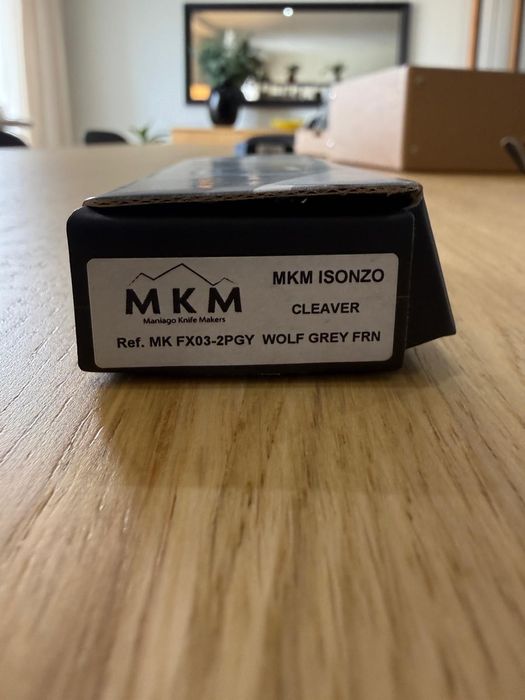 MKM
Maniago Knife Makers
MKM ISONZO
CLEAVER
Ref. MK FX03-2PGY WOLF GREY FRN